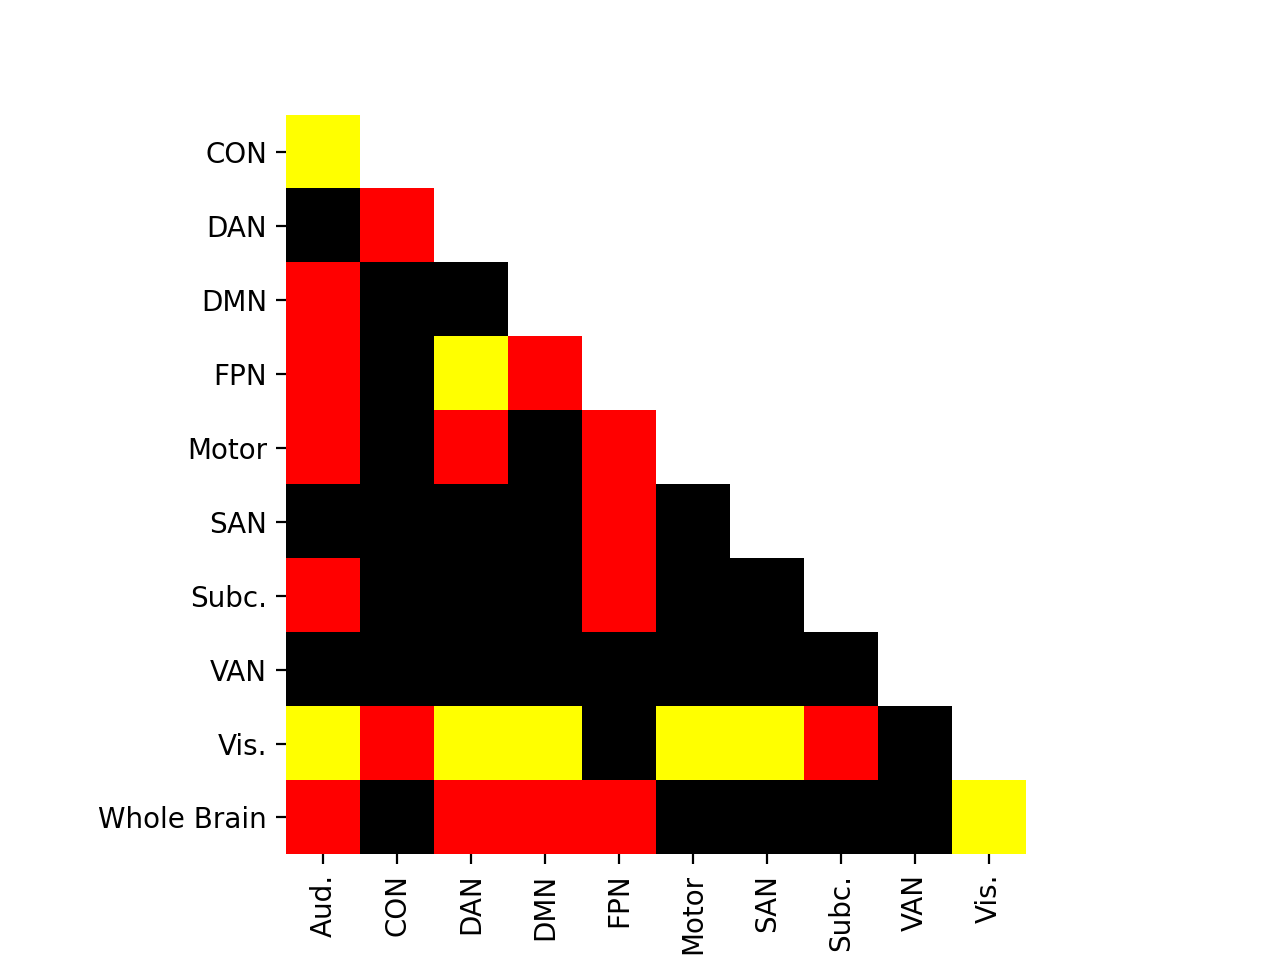 CON
DAN
DMN
FPN
Motor
SAN
Subc.
VAN
Vis.
Whole Brain
Aud.
CON
DAN
DMN
FPN
Motor
SAN
Subc.
VAN
Vis.